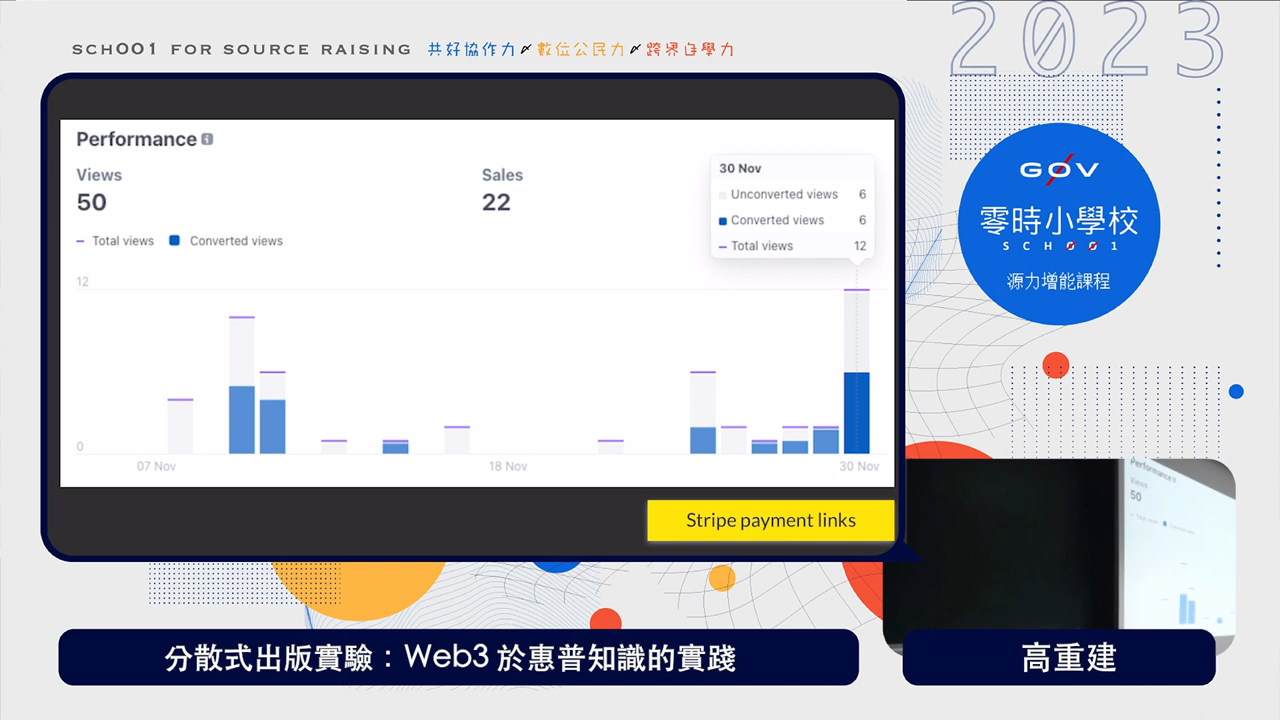 SCH001 FOR SOURCE RAISING 共好協作力 〆 數位公民力 〆 跨界自學力
2023
Performance
Views
50
Sales
22
Total views
Converted views
30 Nov
Unconverted views 6
Converted views 6
Total views 12
12
0
07 Nov
18 Nov
30 Nov
Stripe payment links
G0V
零時小學校
SCH001
源力增能課程
Performance
Views
50
分散式出版實驗：Web3 於惠普知識的實踐
高重建